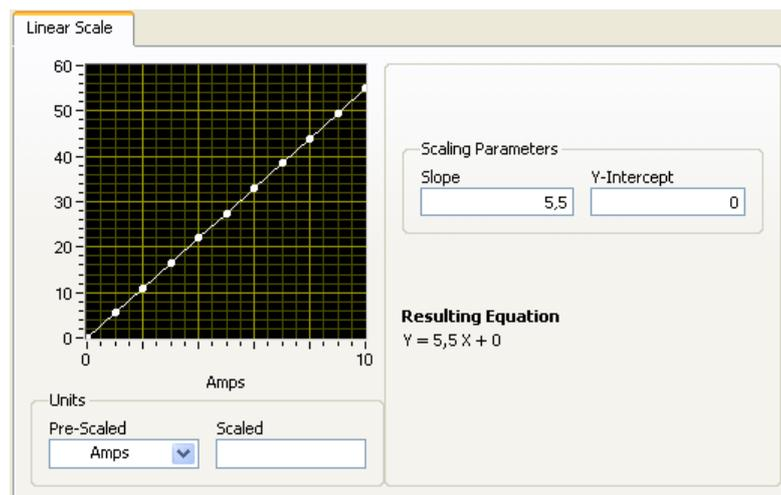 Linear Scale
60
50
40
30
20
10
0
0
10
Amps
Scaling Parameters
Slope
Y-Intercept
5,5
0
Resulting Equation
Y = 5,5 X + 0
Units
Pre-Scaled
Scaled
Amps